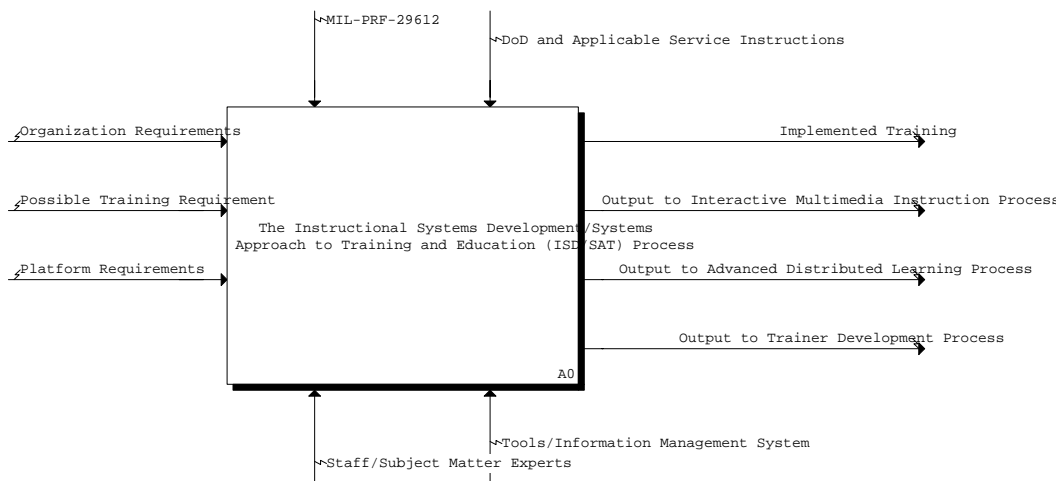 MIL-PRF-29612
DoD and Applicable Service Instructions
Organization Requirements
Implemented Training
Possible Training Requirement
Output to Interactive Multimedia Instruction Process
The Instructional Systems Development/Systems
Approach to Training and Education (ISD/SAT) Process
Platform Requirements
Output to Advanced Distributed Learning Process
Output to Trainer Development Process
A0
Tools/Information Management System
Staff/Subject Matter Experts